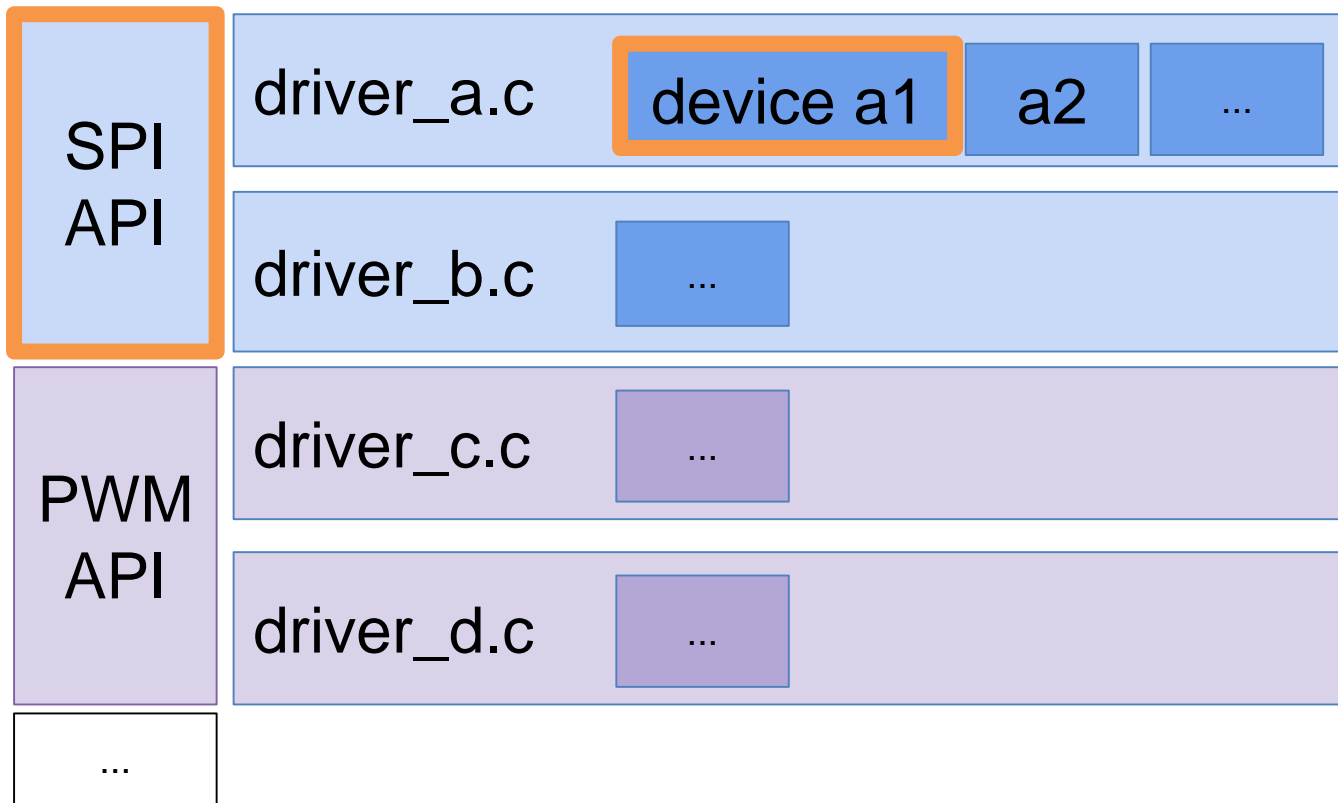 SPI
API
driver_a.c
device a1
a2
...
driver_b.c
...
PWM
API
driver_c.c
...
driver_d.c
...
...